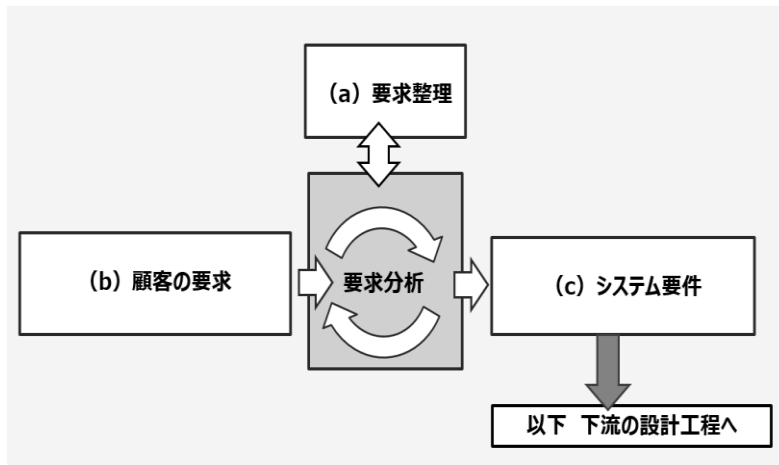 (a) 要求整理
(b) 顧客の要求
要求分析
(c) システム要件
以下 下流の設計工程へ